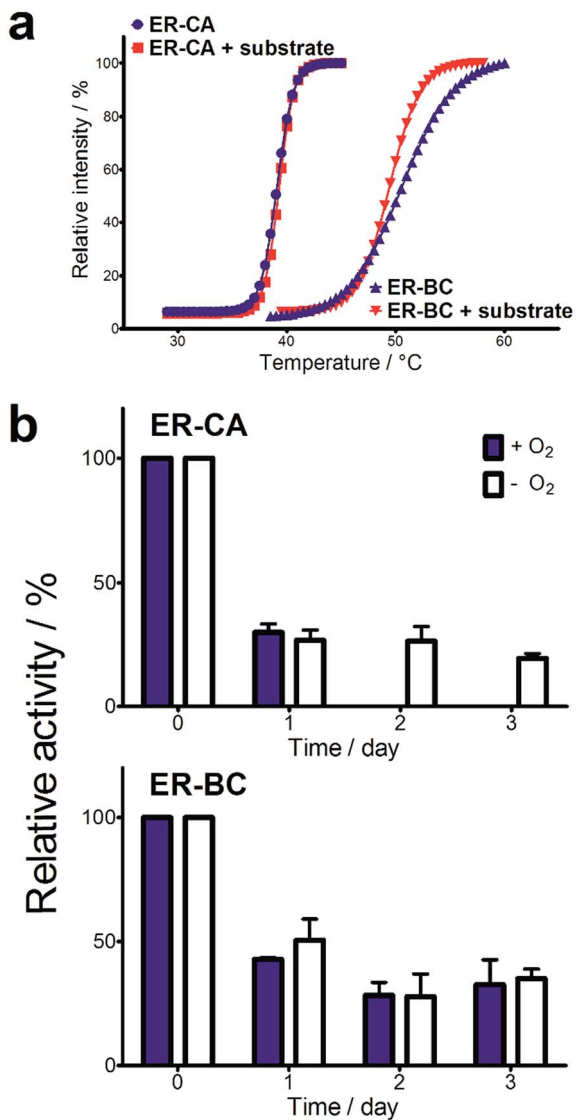 a
ER-CA
ER-CA + substrate
Relative intensity / %
100
80
60
40
20
0
30
40
50
60
Temperature / °C
ER-BC
ER-BC + substrate
b
Relative activity / %
ER-CA
+ O2
- O2
100
50
0
0
1
2
3
Time / day
ER-BC
100
50
0
0
1
2
3
Time / day